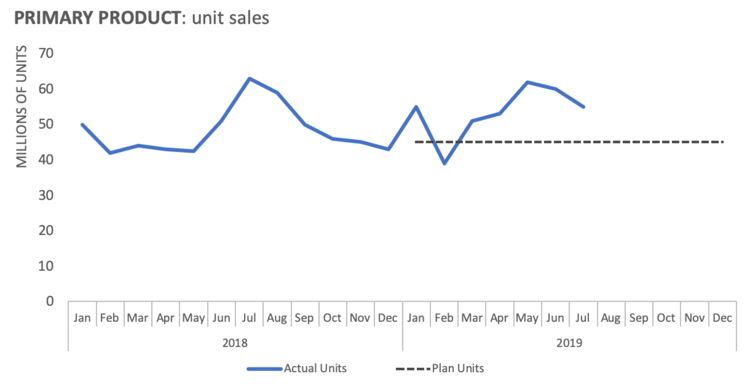 PRIMARY PRODUCT: unit sales
MILLIONS OF UNITS
70
60
50
40
30
20
10
0
Jan Feb Mar Apr May Jun Jul Aug Sep Oct Nov Dec Jan Feb Mar Apr May Jun Jul Aug Sep Oct Nov Dec
2018 2019
Actual Units Plan Units